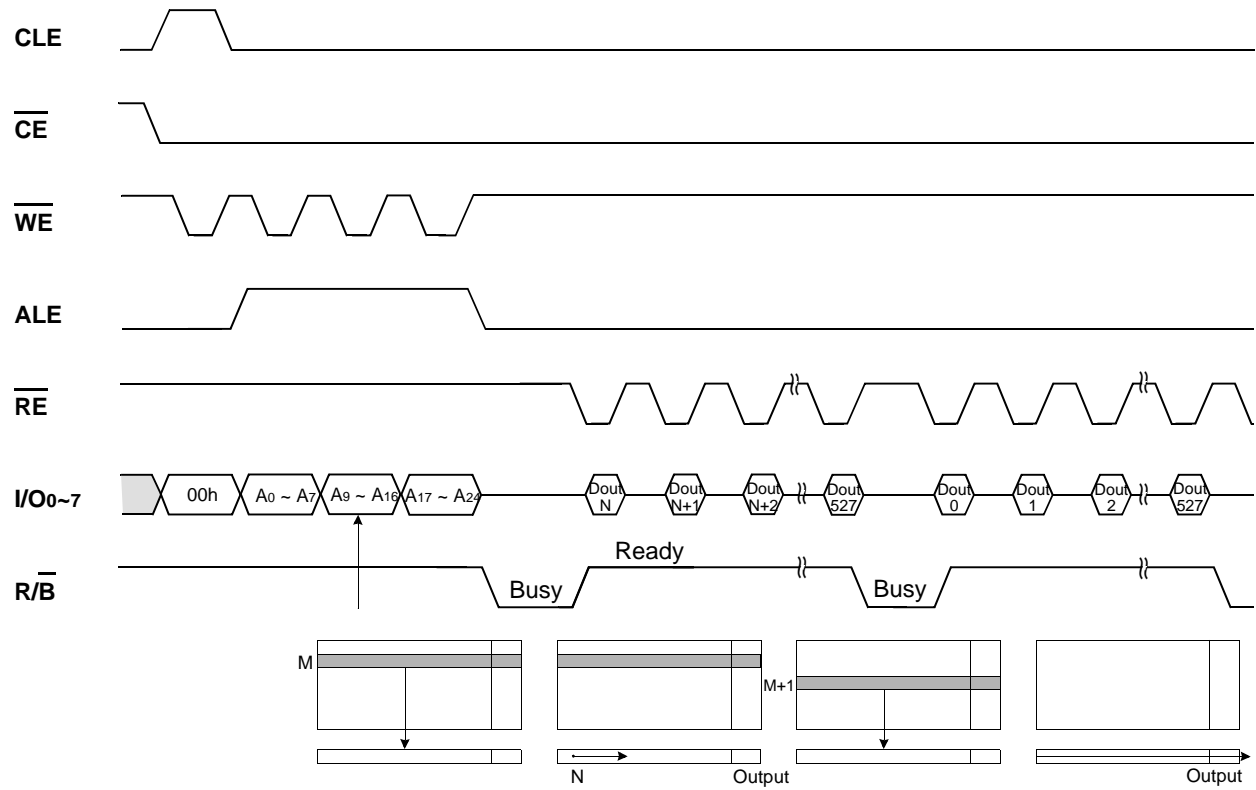 CLE
CE
WE
ALE
RE
I/O0~7
00h
A0 ~ A7
A9 ~ A16
A17 ~ A24
Dout
N
Dout
N+1
Dout
N+2
Dout
527
Dout
0
Dout
1
Dout
2
Dout
527
R/B
Busy
Ready
Busy
M
M+1
N
Output
Output